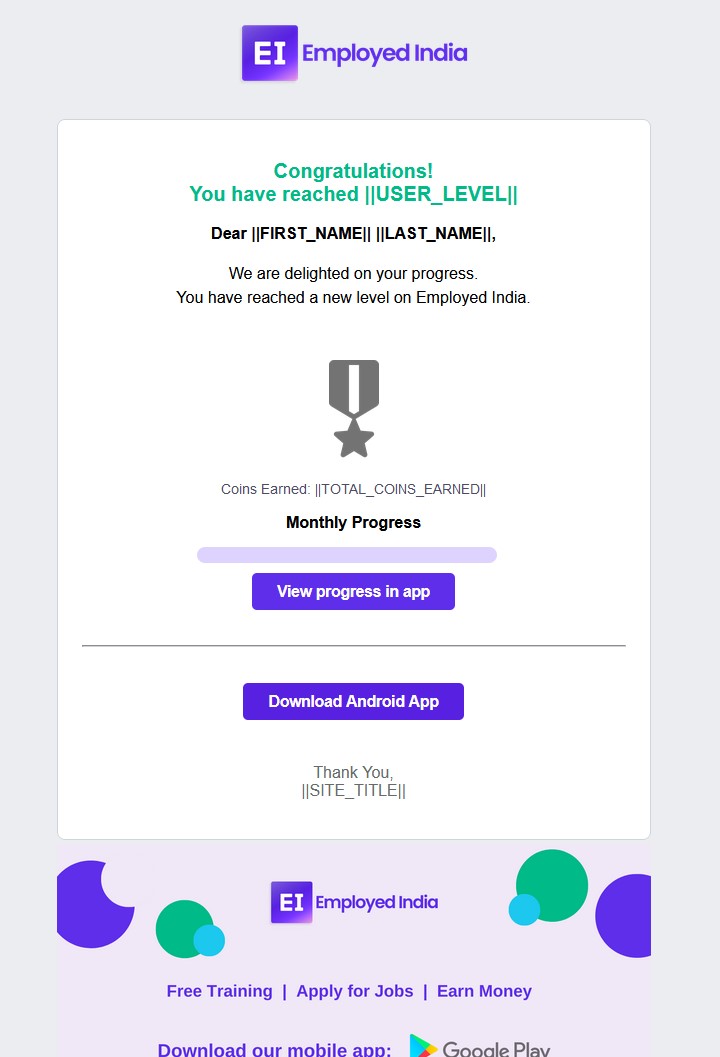 EI Employed India
Congratulations!
You have reached ||USER_LEVEL||
Dear ||FIRST_NAME|| ||LAST_NAME||,
We are delighted on your progress.
You have reached a new level on Employed India.
Coins Earned: ||TOTAL_COINS_EARNED||
Monthly Progress
View progress in app
Download Android App
Thank You,
||SITE_TITLE||
EI Employed India
Free Training | Apply for Jobs | Earn Money
Download our mobile app: Google Play